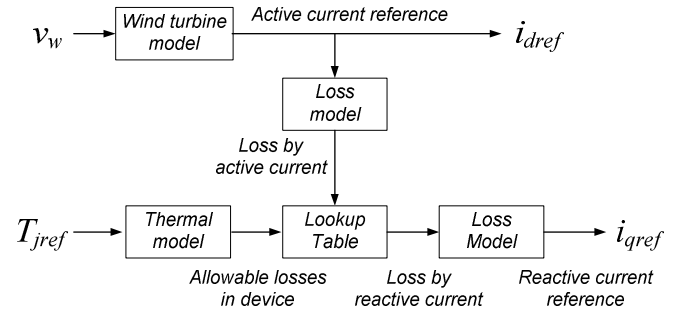 v_w
Wind turbine
model
Active current reference
i_dref
Loss
model
Loss by
active current
T_jref
Thermal
model
Lookup
Table
Loss
Model
i_qref
Allowable losses
in device
Loss by
reactive current
Reactive current
reference